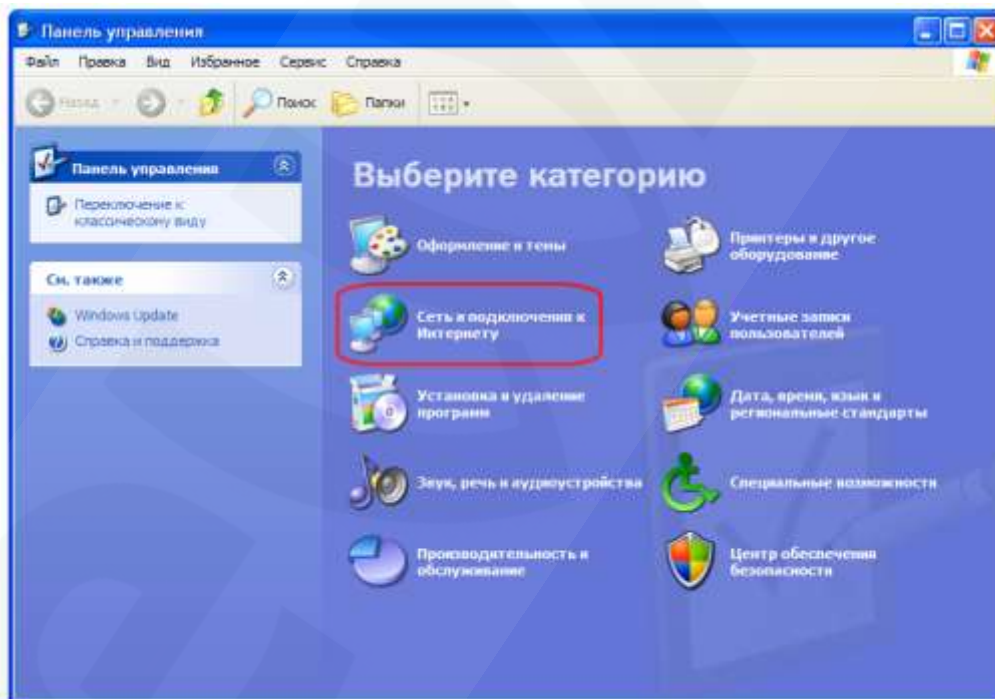 Панель управления
Файл Правка Вид Избранное Сервис Справка
Назад Поиск Папки
Панель управления
Переключение к
классическому виду
См. также
Windows Update
Справка и поддержка
Выберите категорию
Оформление и темы
Принтеры и другое
оборудование
Сеть и подключения к
Интернету
Учетные записи
пользователей
Установка и удаление
программ
Дата, время, язык и
региональные стандарты
Звук, речь и аудиоустройства
Специальные возможности
Производительность и
обслуживание
Центр обеспечения
безопасности